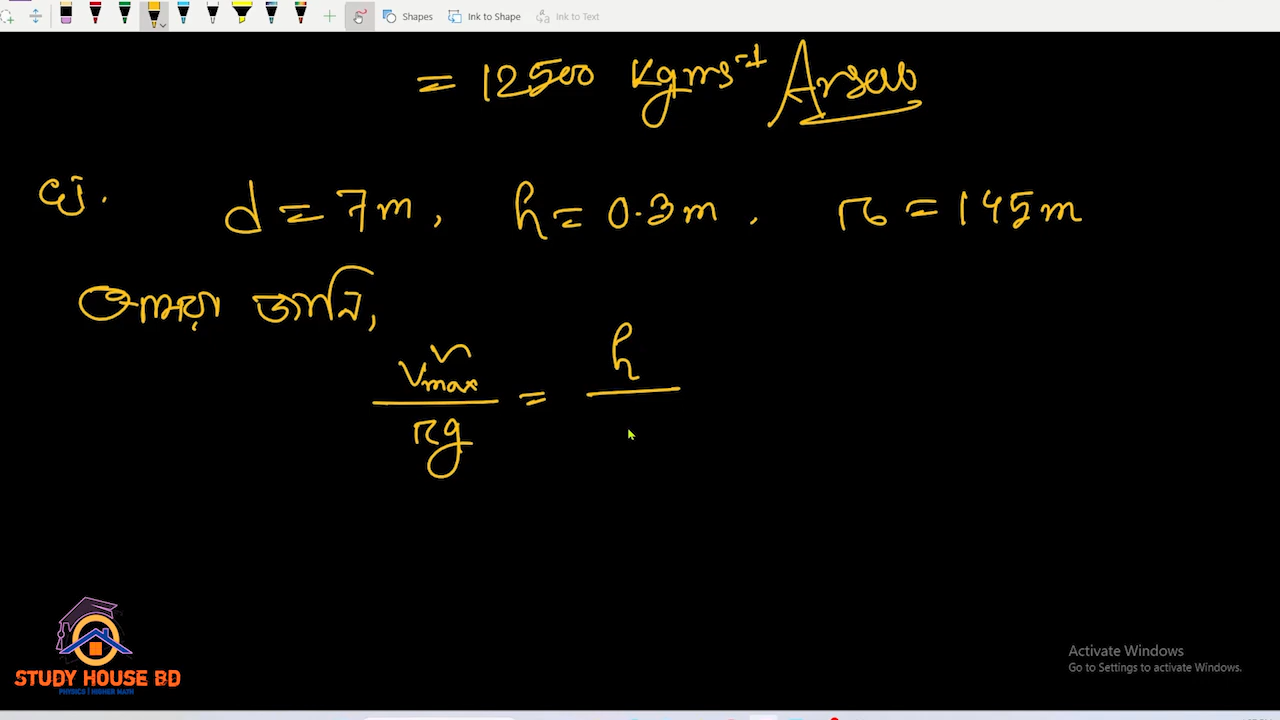 Shapes Ink to Shape Ink to Text
= 12500 kgms⁻¹ Ans
d = 7m, h = 0.3m . r = 145m
আমরা জানি,
v²max / rg = h /
Activate Windows
Go to Settings to activate Windows.
STUDY HOUSE BD
PHYSICS | HIGHER MATH